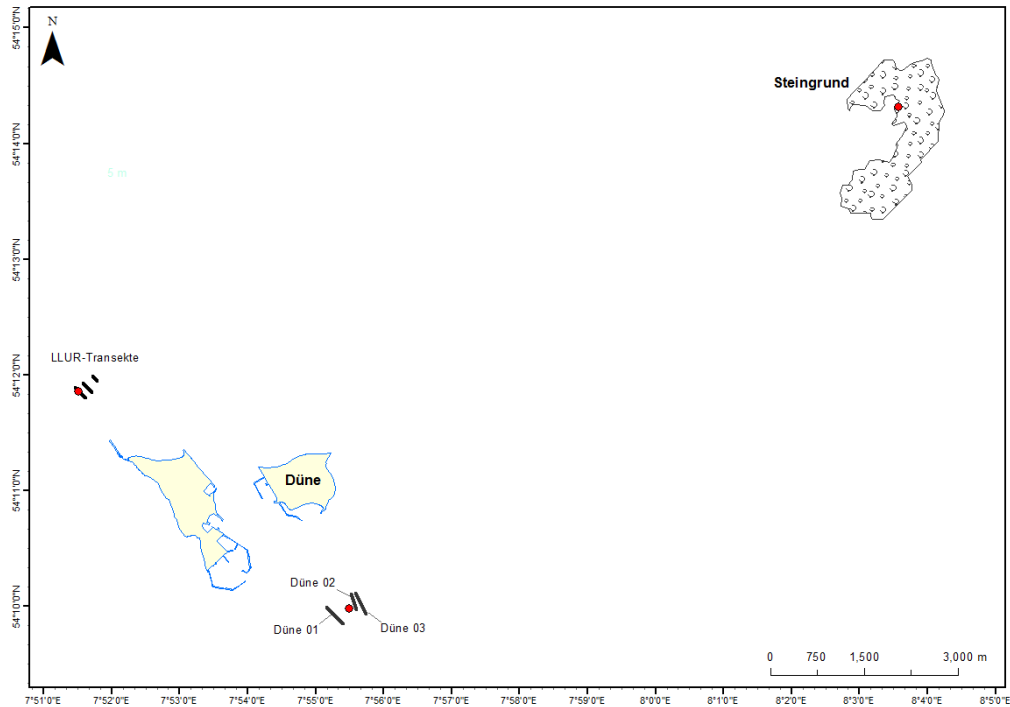 N
Steingrund
5 m
LLUR-Transekte
Düne
Düne 02
Düne 01
Düne 03
0 750 1,500 3,000 m
54°15'0"N
54°14'0"N
54°13'0"N
54°12'0"N
54°11'0"N
54°10'0"N
7°51'0"E 7°52'0"E 7°53'0"E 7°54'0"E 7°55'0"E 7°56'0"E 7°57'0"E 7°58'0"E 7°59'0"E 8°0'0"E 8°1'0"E 8°2'0"E 8°3'0"E 8°4'0"E 8°5'0"E